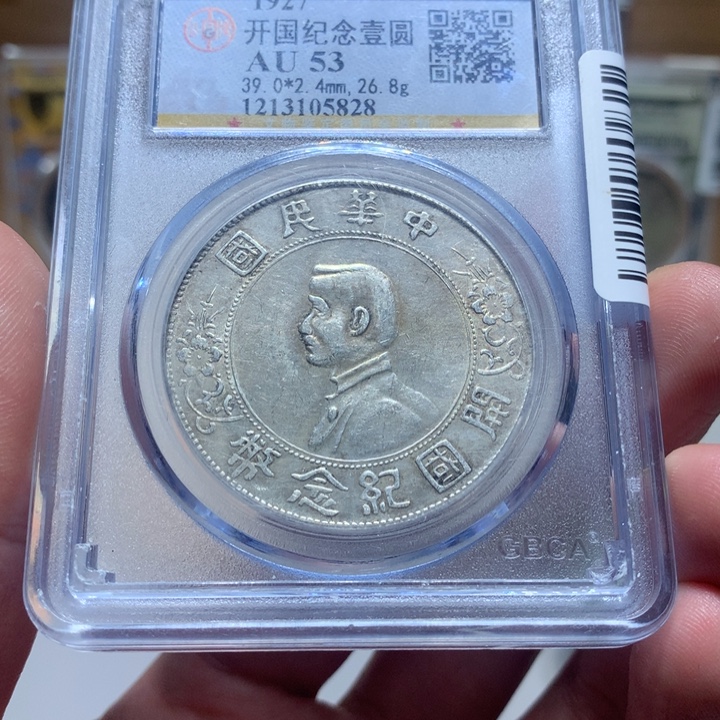 1927
开国纪念壹圆
AU 53
39.0*2.4mm,26.8g
1213105828
中華民國
開國紀念幣
GBCA